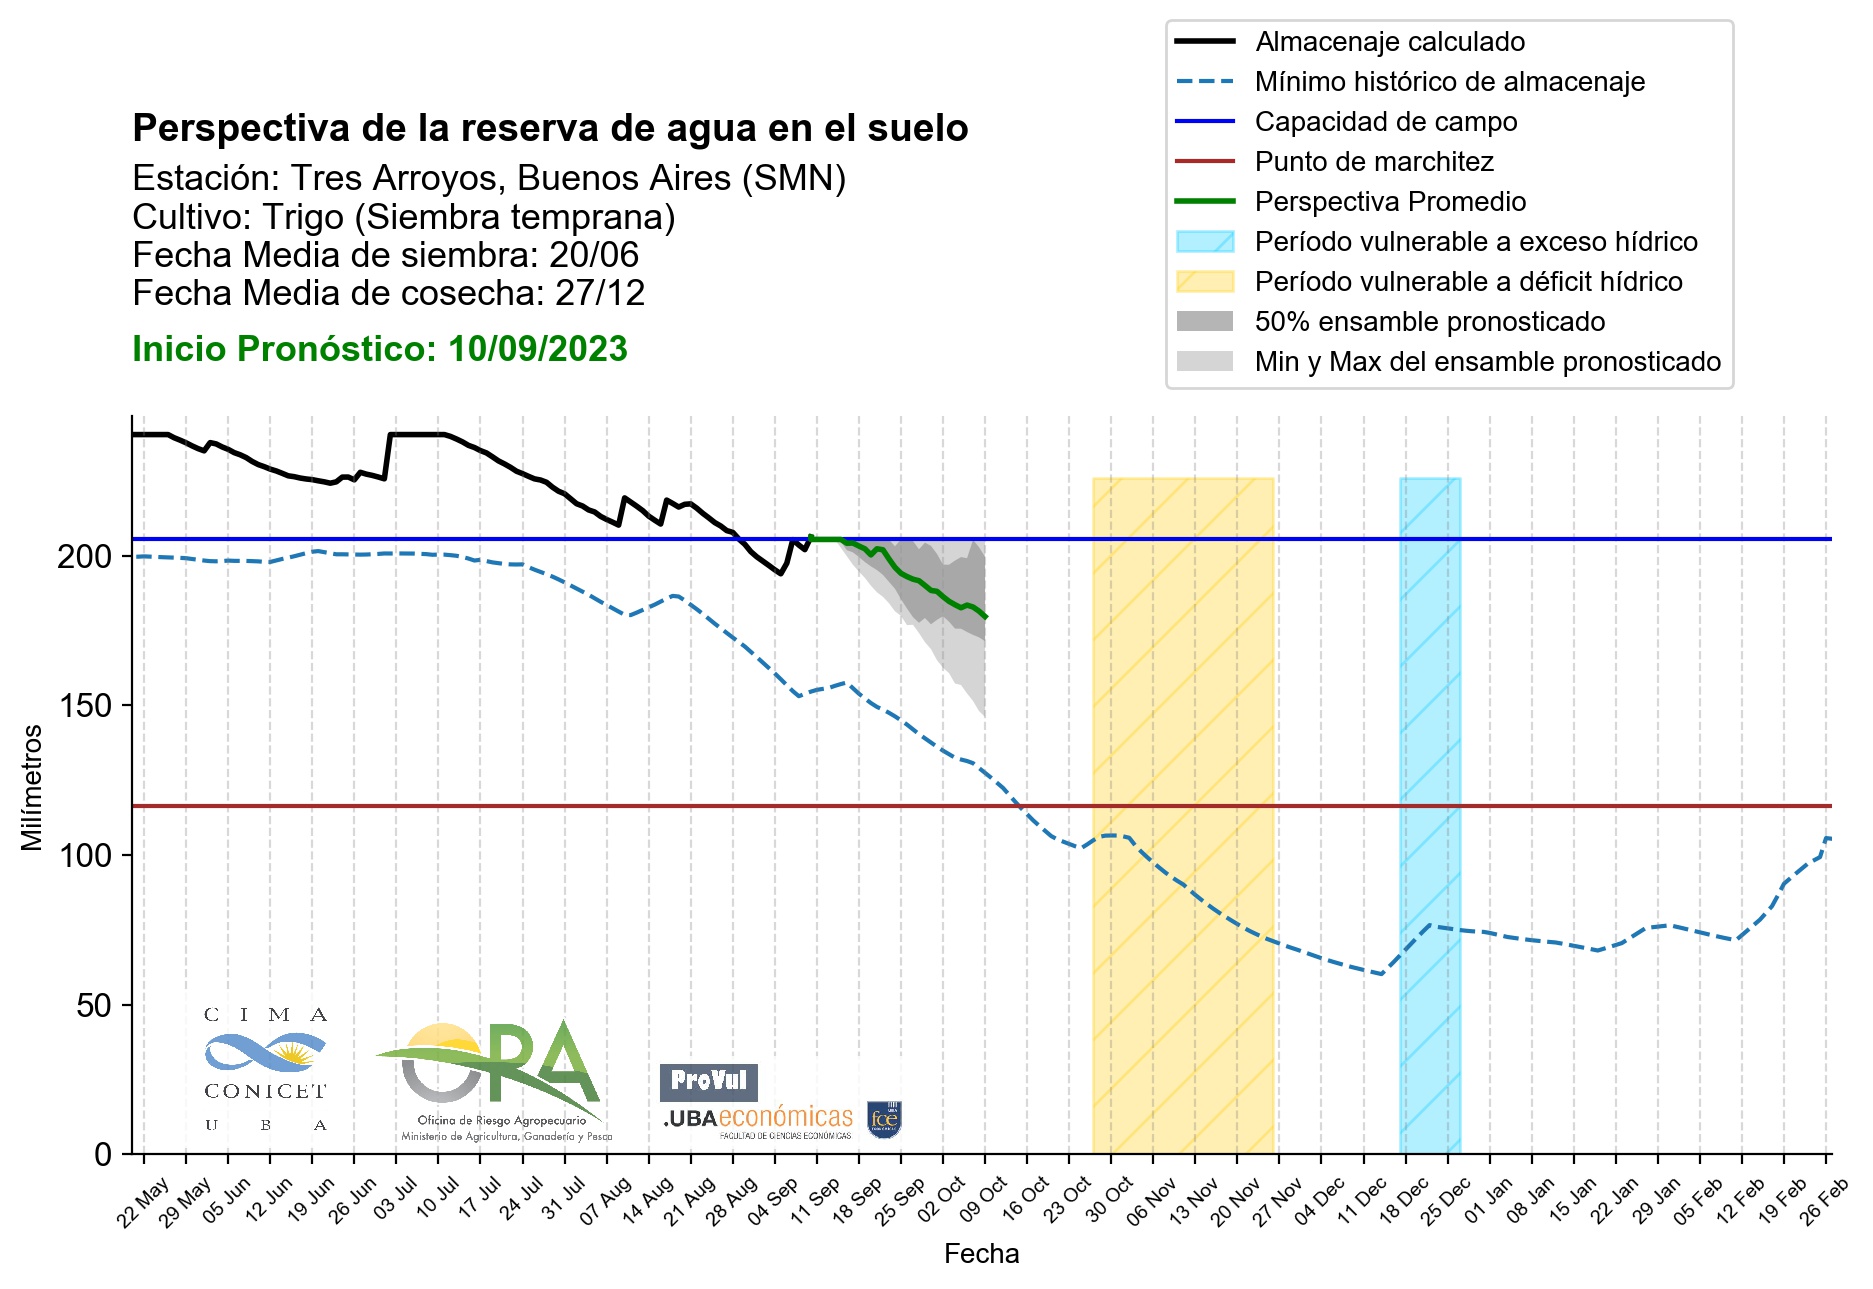 Almacenaje calculado
Mínimo histórico de almacenaje
Capacidad de campo
Punto de marchitez
Perspectiva Promedio
Período vulnerable a exceso hídrico
Período vulnerable a déficit hídrico
50% ensamble pronosticado
Min y Max del ensamble pronosticado
Perspectiva de la reserva de agua en el suelo
Estación: Tres Arroyos, Buenos Aires (SMN)
Cultivo: Trigo (Siembra temprana)
Fecha Media de siembra: 20/06
Fecha Media de cosecha: 27/12
Inicio Pronóstico: 10/09/2023
Milímetros
200
150
100
50
0
C I M A
CONICET
U B A
ORA
Oficina de Riesgo Agropecuario
Ministerio de Agricultura, Ganadería y Pesca
ProVul
.UBAeconómicas
FACULTAD DE CIENCIAS ECONÓMICAS
UBA
fce
22 May
29 May
05 Jun
12 Jun
19 Jun
26 Jun
03 Jul
10 Jul
17 Jul
24 Jul
31 Jul
07 Aug
14 Aug
21 Aug
28 Aug
04 Sep
11 Sep
18 Sep
25 Sep
02 Oct
09 Oct
16 Oct
23 Oct
30 Oct
06 Nov
13 Nov
20 Nov
27 Nov
04 Dec
11 Dec
18 Dec
25 Dec
01 Jan
08 Jan
15 Jan
22 Jan
29 Jan
05 Feb
12 Feb
19 Feb
26 Feb
Fecha